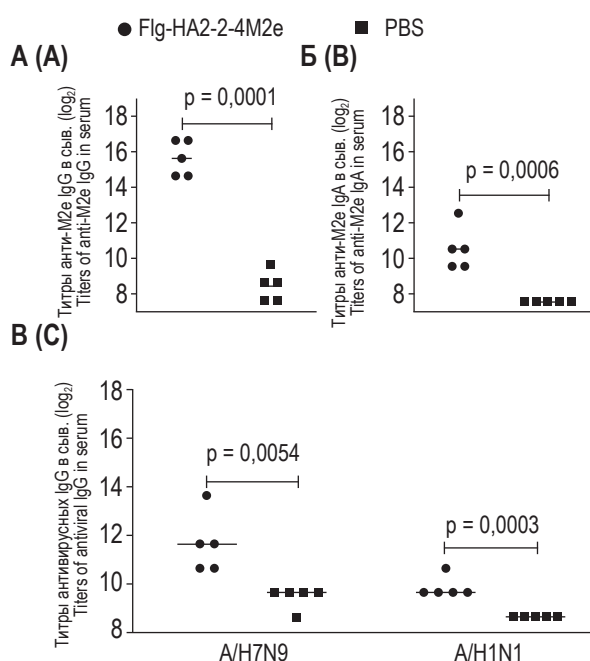 Flg-HA2-2-4M2e PBS
А (A)
Титры анти-M2e IgG в сыв. (log2)
Titers of anti-M2e IgG in serum
18
16
14
12
10
8
p = 0,0001
Б (B)
Титры анти-M2e IgA в сыв. (log2)
Titers of anti-M2e IgA in serum
18
16
14
12
10
8
p = 0,0006
В (C)
Титры антивирусных IgG в сыв. (log2)
Titers of antiviral IgG in serum
18
16
14
12
10
8
p = 0,0054
p = 0,0003
A/H7N9 A/H1N1